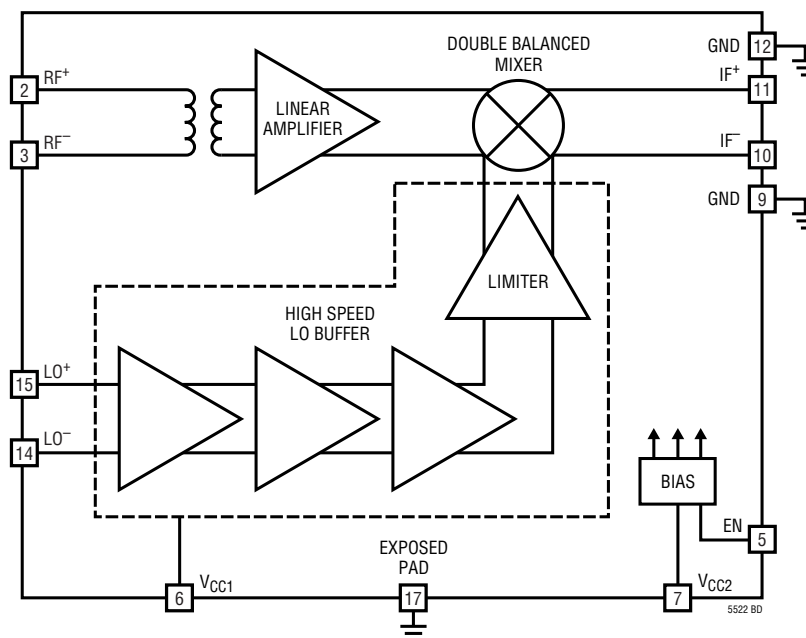 DOUBLE BALANCED
MIXER
GND
12
2
RF+
IF+
11
LINEAR
AMPLIFIER
3
RF–
IF–
10
GND
9
LIMITER
HIGH SPEED
LO BUFFER
15
LO+
14
LO–
BIAS
EN
5
EXPOSED
PAD
6
VCC1
17
7
VCC2
5522 BD